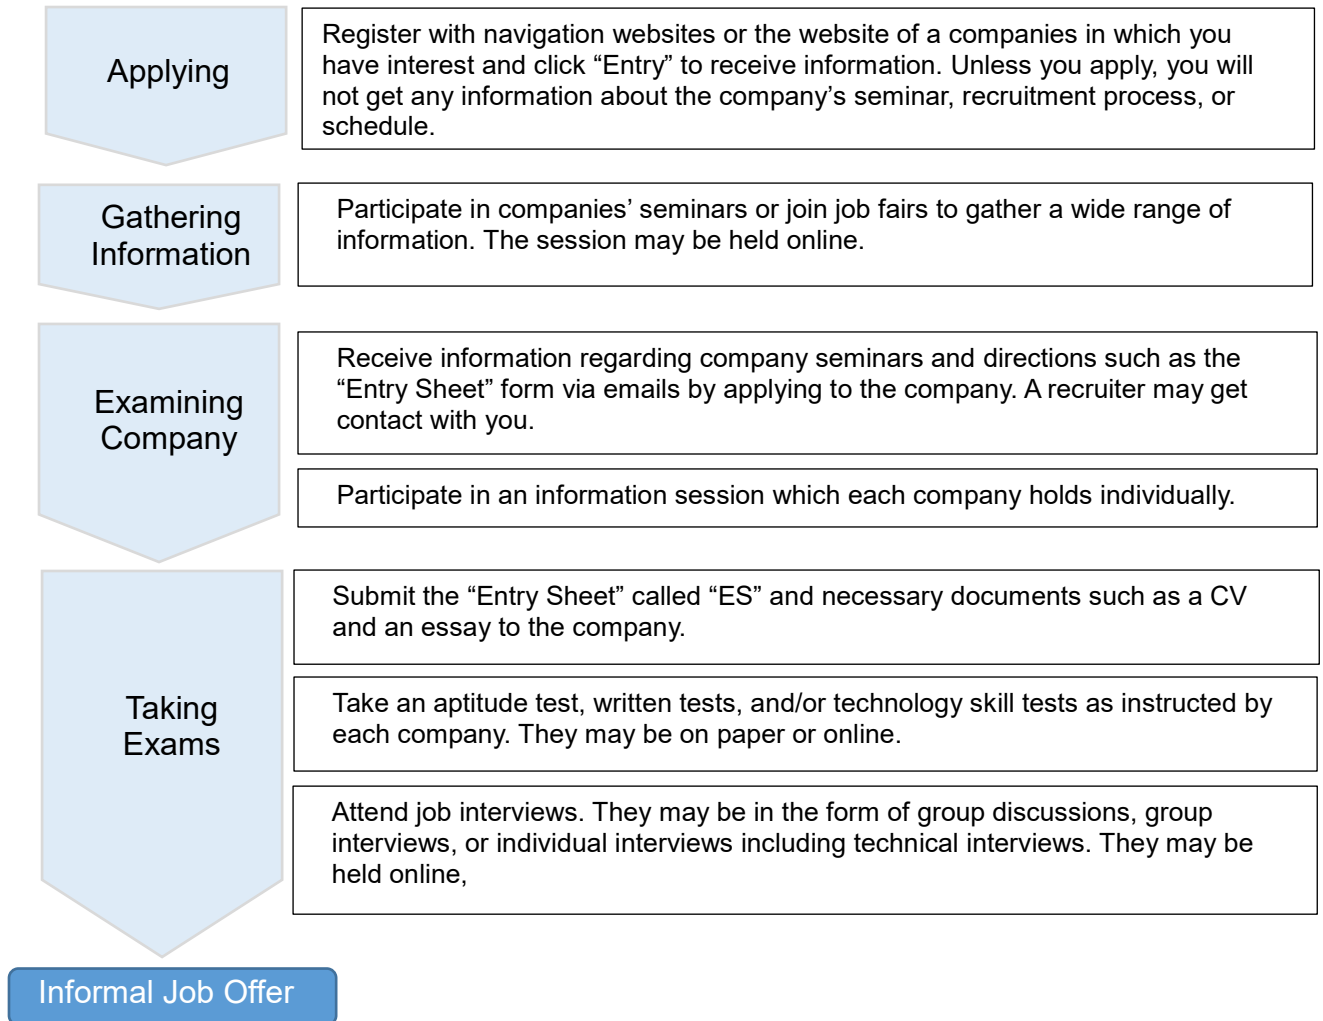 Applying
Register with navigation websites or the website of a companies in which you
have interest and click “Entry” to receive information. Unless you apply, you will
not get any information about the company’s seminar, recruitment process, or
schedule.
Gathering
Information
Participate in companies’ seminars or join job fairs to gather a wide range of
information. The session may be held online.
Examining
Company
Receive information regarding company seminars and directions such as the
“Entry Sheet” form via emails by applying to the company. A recruiter may get
contact with you.
Participate in an information session which each company holds individually.
Taking
Exams
Submit the “Entry Sheet” called “ES” and necessary documents such as a CV
and an essay to the company.
Take an aptitude test, written tests, and/or technology skill tests as instructed by
each company. They may be on paper or online.
Attend job interviews. They may be in the form of group discussions, group
interviews, or individual interviews including technical interviews. They may be
held online,
Informal Job Offer